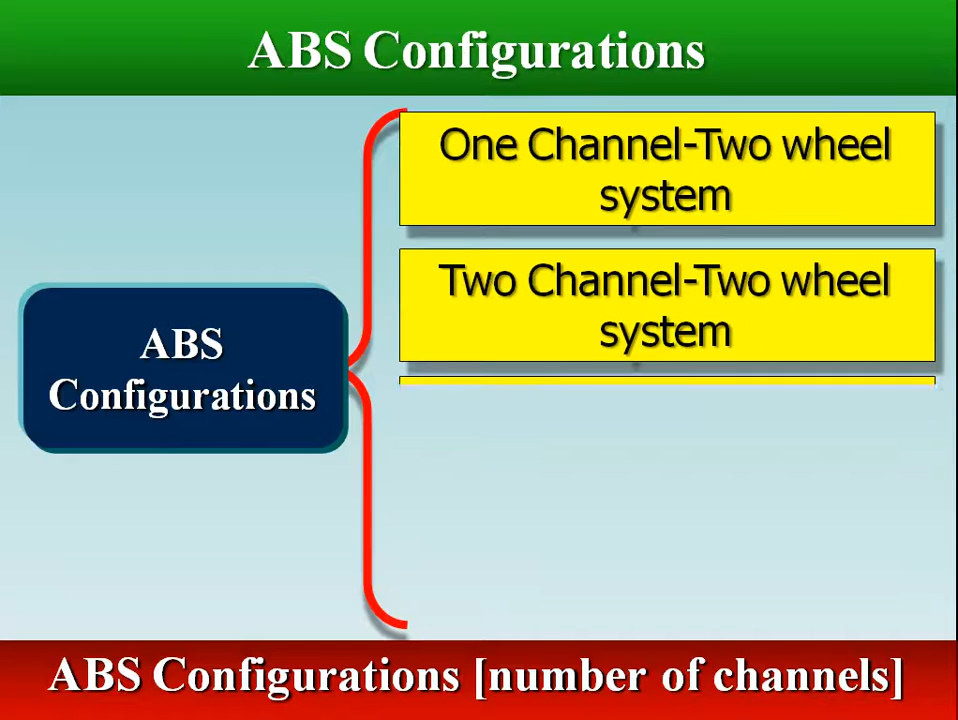 ABS Configurations
One Channel-Two wheel
system
Two Channel-Two wheel
system
ABS
Configurations
ABS Configurations [number of channels]